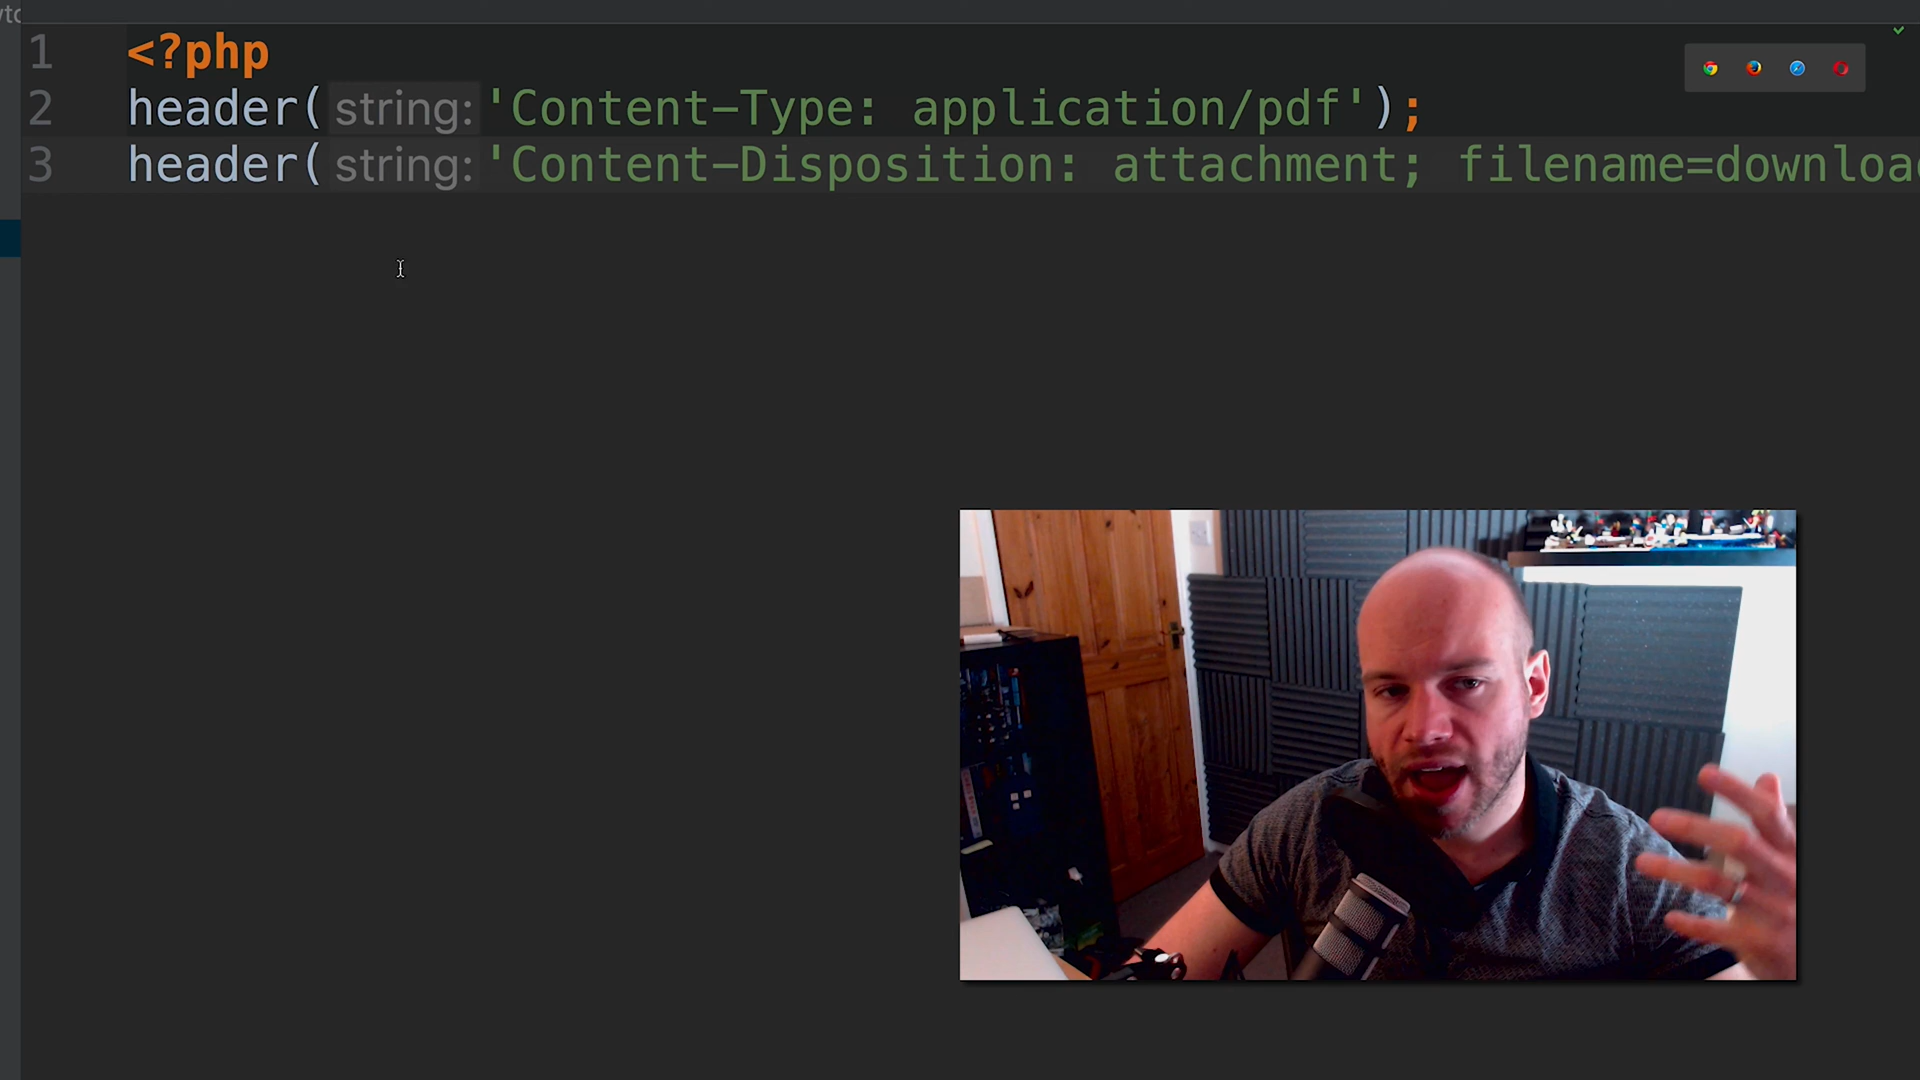 1 <?php
2 header( string: 'Content-Type: application/pdf');
3 header( string: 'Content-Disposition: attachment; filename=downloa